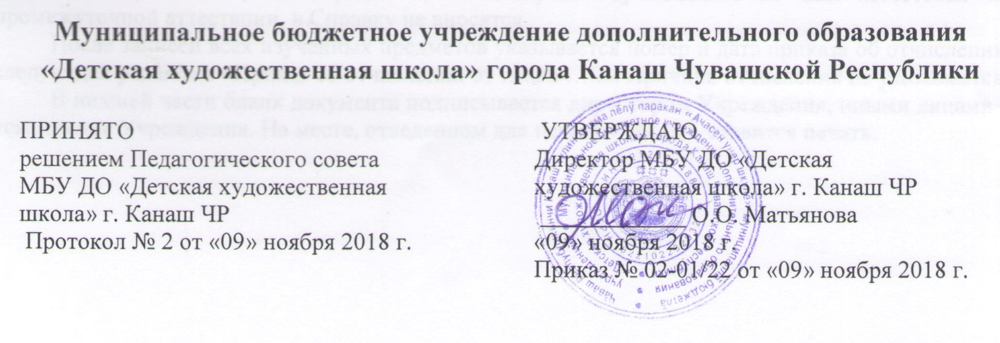 Муниципальное бюджетное учреждение дополнительного образования
«Детская художественная школа» города Канаш Чувашской Республики
ПРИНЯТО
решением Педагогического совета
МБУ ДО «Детская художественная
школа» г. Канаш ЧР
Протокол № 2 от «09» ноября 2018 г.
УТВЕРЖДАЮ
Директор МБУ ДО «Детская
художественная школа» г. Канаш ЧР
О.О. Матьянова
«09» ноября 2018 г.
Приказ № 02-01/22 от «09» ноября 2018 г.